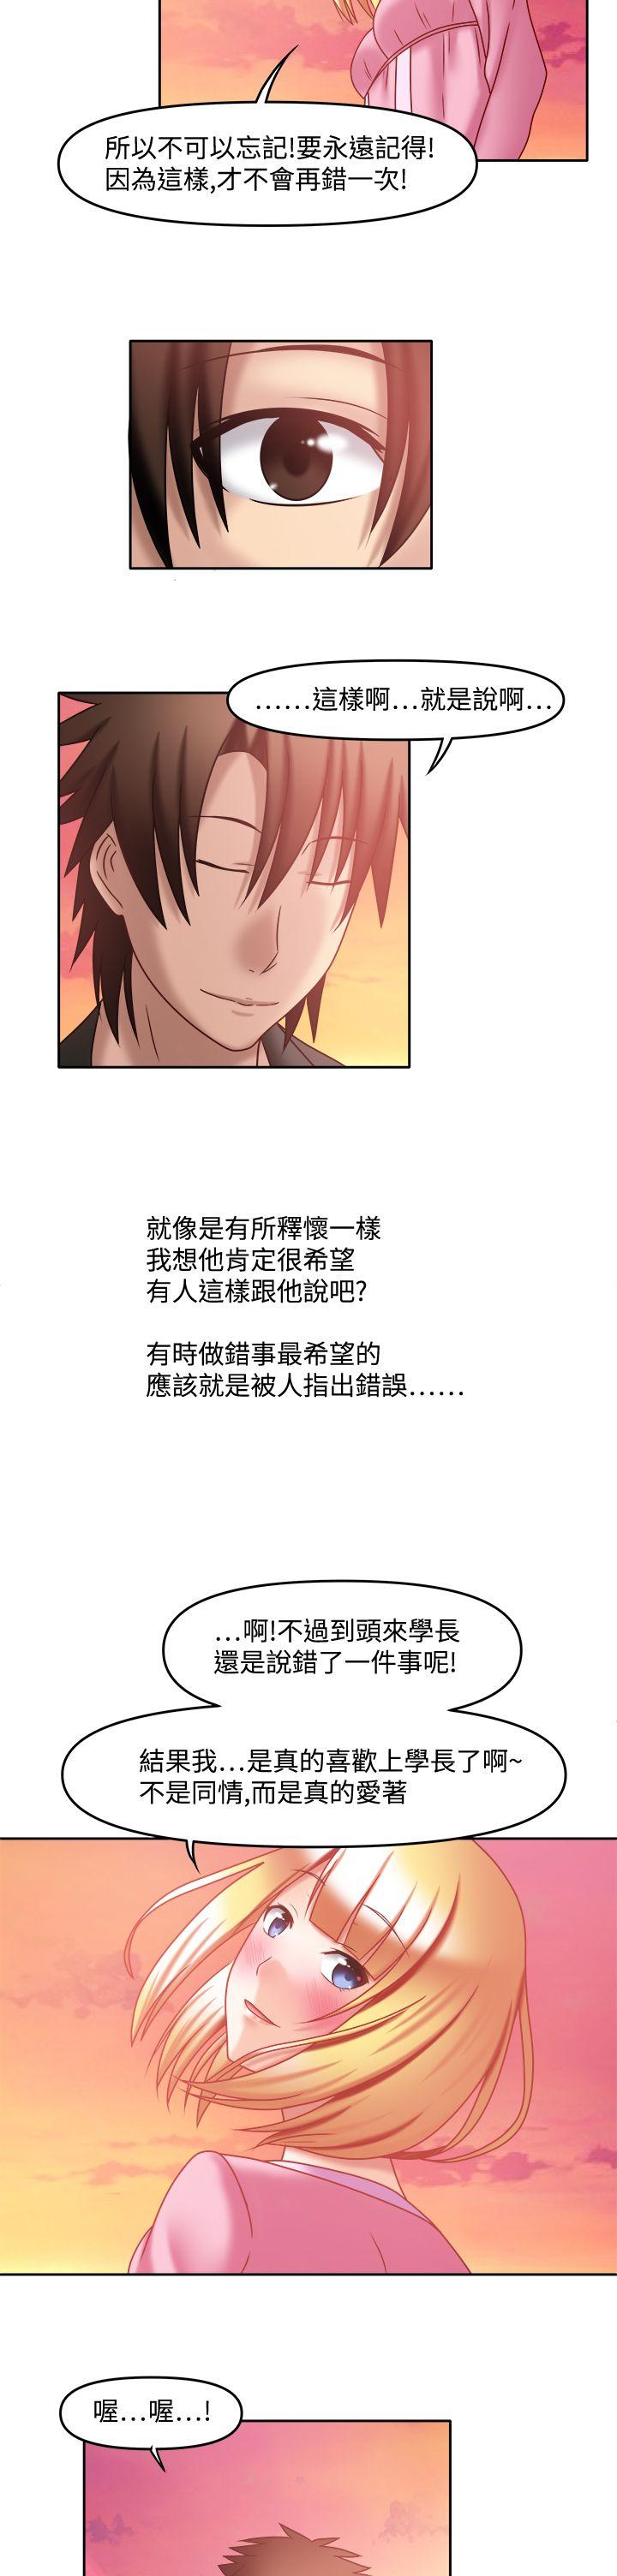 所以不可以忘記!要永遠記得!
因為這樣,才不會再錯一次!
……這樣啊…就是說啊…
就像是有所釋懷一樣
我想他肯定很希望
有人這樣跟他說吧?
有時做錯事最希望的
應該就是被人指出錯誤……
…啊!不過到頭來學長
還是說錯了一件事呢!
結果我…是真的喜歡上學長了啊~
不是同情,而是真的愛著
喔…喔…!